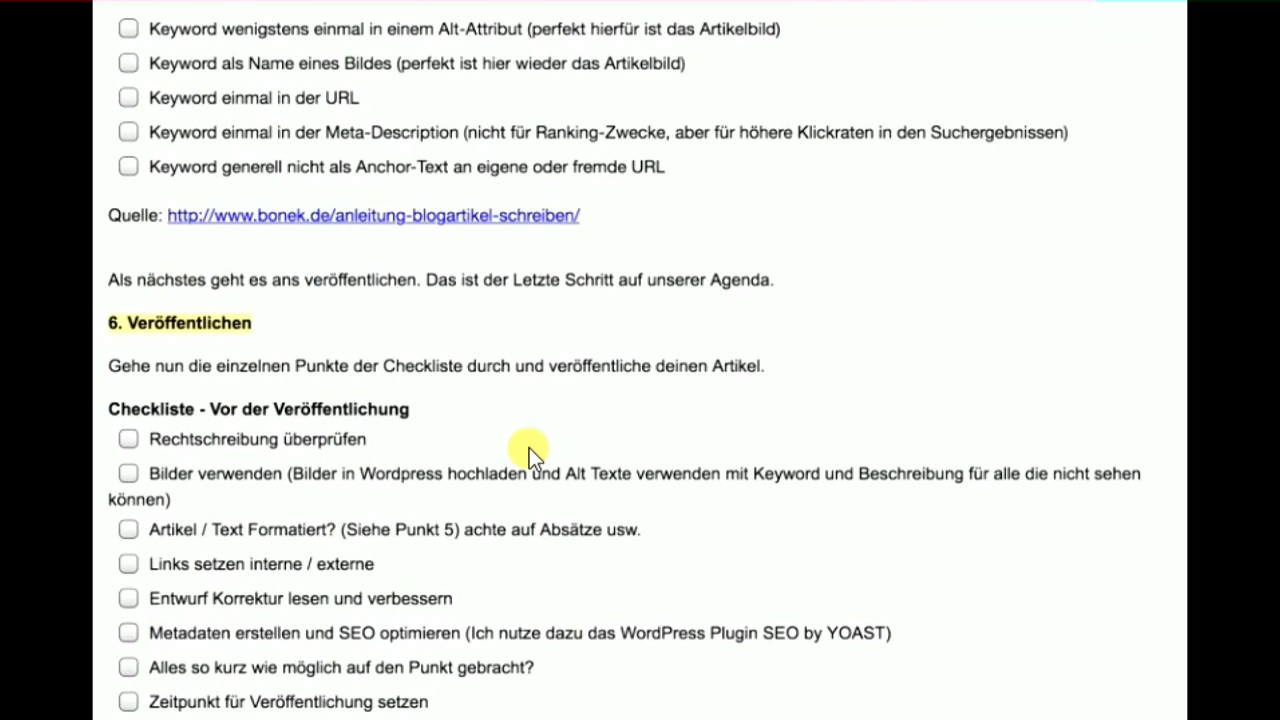 Keyword wenigstens einmal in einem Alt-Attribut (perfekt hierfür ist das Artikelbild)
Keyword als Name eines Bildes (perfekt ist hier wieder das Artikelbild)
Keyword einmal in der URL
Keyword einmal in der Meta-Description (nicht für Ranking-Zwecke, aber für höhere Klickraten in den Suchergebnissen)
Keyword generell nicht als Anchor-Text an eigene oder fremde URL
Quelle: http://www.bonek.de/anleitung-blogartikel-schreiben/
Als nächstes geht es ans veröffentlichen. Das ist der Letzte Schritt auf unserer Agenda.
6. Veröffentlichen
Gehe nun die einzelnen Punkte der Checkliste durch und veröffentliche deinen Artikel.
Checkliste - Vor der Veröffentlichung
Rechtschreibung überprüfen
Bilder verwenden (Bilder in Wordpress hochladen und Alt Texte verwenden mit Keyword und Beschreibung für alle die nicht sehen
können)
Artikel / Text Formatiert? (Siehe Punkt 5) achte auf Absätze usw.
Links setzen interne / externe
Entwurf Korrektur lesen und verbessern
Metadaten erstellen und SEO optimieren (Ich nutze dazu das WordPress Plugin SEO by YOAST)
Alles so kurz wie möglich auf den Punkt gebracht?
Zeitpunkt für Veröffentlichung setzen